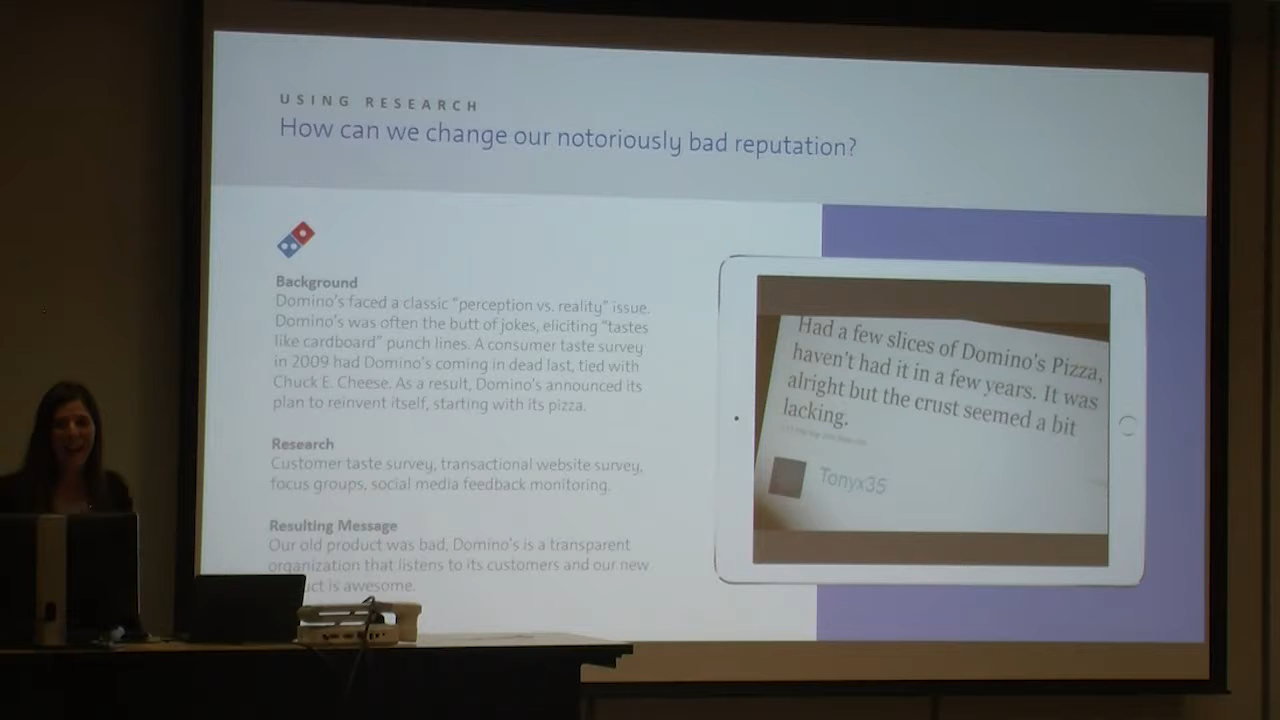 USING RESEARCH
How can we change our notoriously bad reputation?
Background
Domino's faced a classic "perception vs. reality" issue.
Domino's was often the butt of jokes, eliciting "tastes
like cardboard" punch lines. A consumer taste survey
in 2009 had Domino's coming in dead last, tied with
Chuck E. Cheese. As a result, Domino's announced its
plan to reinvent itself, starting with its pizza.
Research
Customer taste survey, transactional website survey,
focus groups, social media feedback monitoring.
Resulting Message
Our old product was bad. Domino's is a transparent
organization that listens to its customers and our new
is awesome.
Had a few slices of Domino's Pizza,
haven't had it in a few years. It was
alright but the crust seemed a bit
lacking.
Tonyx35